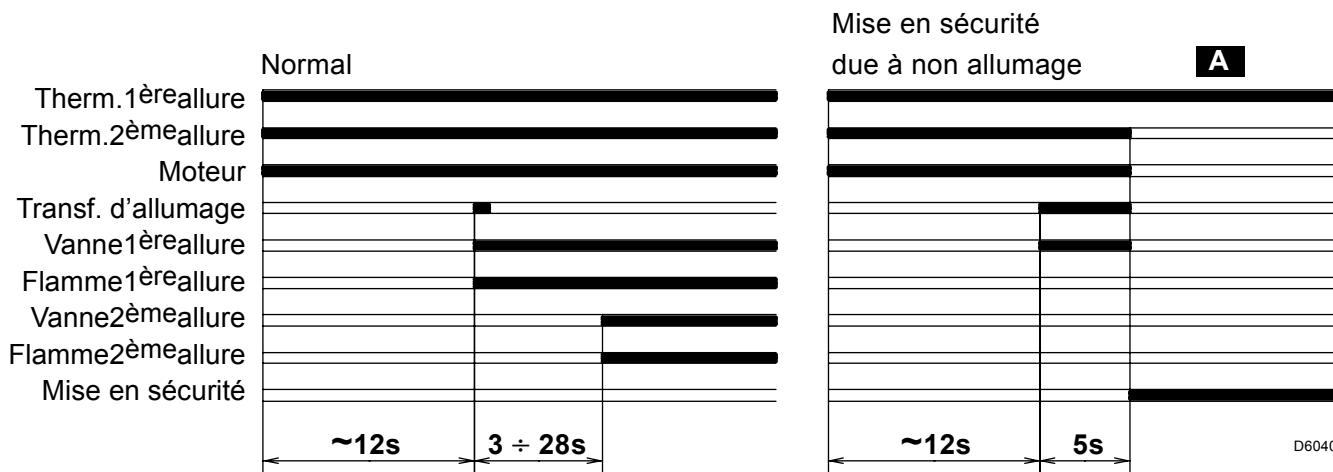 Mise en sécurité
Normal
due à non allumage A
Therm.1èreallure
Therm.2èmeallure
Moteur
Transf. d'allumage
Vanne1èreallure
Flamme1èreallure
Vanne2èmeallure
Flamme2èmeallure
Mise en sécurité
~12s 3 ÷ 28s ~12s 5s D6040